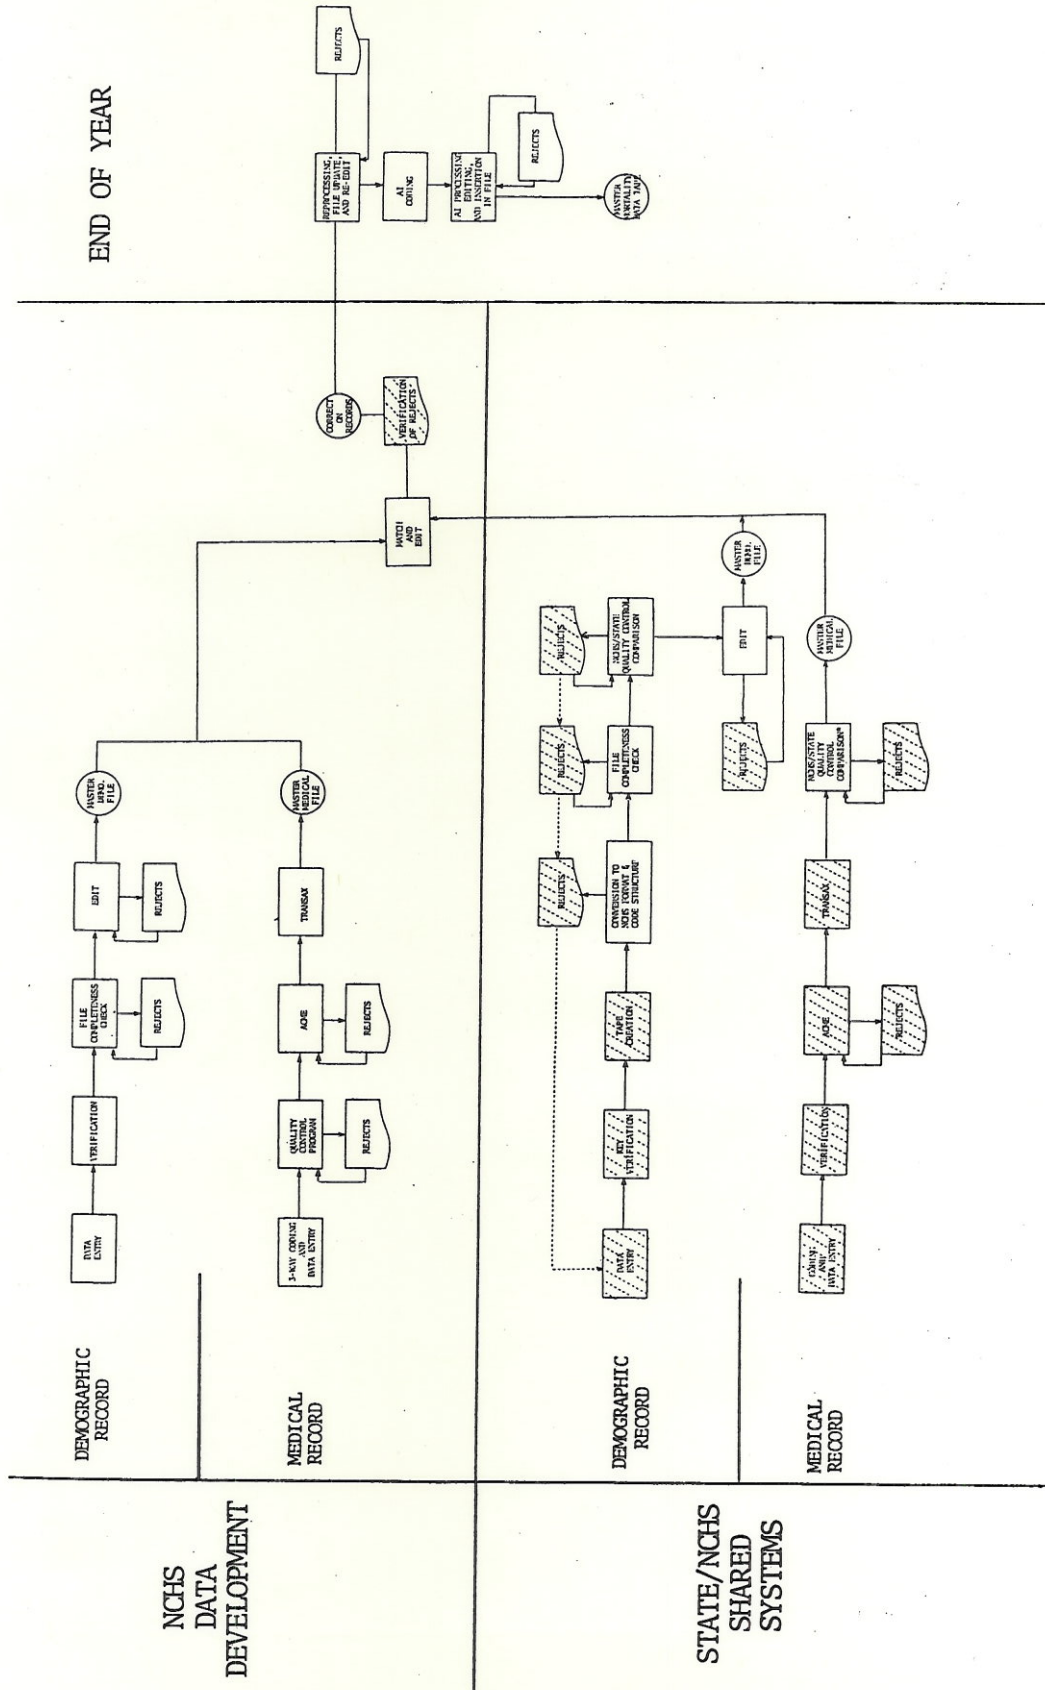 NCHS
DATA
DEVELOPMENT
DEMOGRAPHIC
RECORD
DATA
ENTRY
VERIFICATION
FILE
COMPLETENESS
CHECK
REJECTS
EDIT
REJECTS
MASTER
DEMO.
FILE
MEDICAL
RECORD
3-WAY CODING
AND
DATA ENTRY
QUALITY
CONTROL
PROGRAM
REJECTS
ACME
REJECTS
TRANSAX
MASTER
MEDICAL
FILE
MATCH
AND
EDIT
VERIFICATION
OF REJECTS
CORRECT
ON
RECORDS
END OF YEAR
REPROCESSING,
FILE UPDATE,
AND RE-EDIT
REJECTS
AI
CODING
AI PROCESSING
EDITING,
AND INSERTION
IN FILE
REJECTS
MASTER
MORTALITY
DATA TAPE
STATE/NCHS
SHARED
SYSTEMS
DEMOGRAPHIC
RECORD
DATA
ENTRY
KEY
VERIFICATION
TAPE
CREATION
CONVERSION TO
NCHS FORMAT &
CODE STRUCTURE
REJECTS
FILE
COMPLETENESS
CHECK
REJECTS
NCHS/STATE
QUALITY CONTROL
COMPARISON
REJECTS
EDIT
REJECTS
MASTER
DEMO.
FILE
MEDICAL
RECORD
CODING
AND
DATA ENTRY
VERIFICATION
ACME
REJECTS
TRANSAX
NCHS/STATE
QUALITY
CONTROL
COMPARISON*
REJECTS
MASTER
MEDICAL
FILE